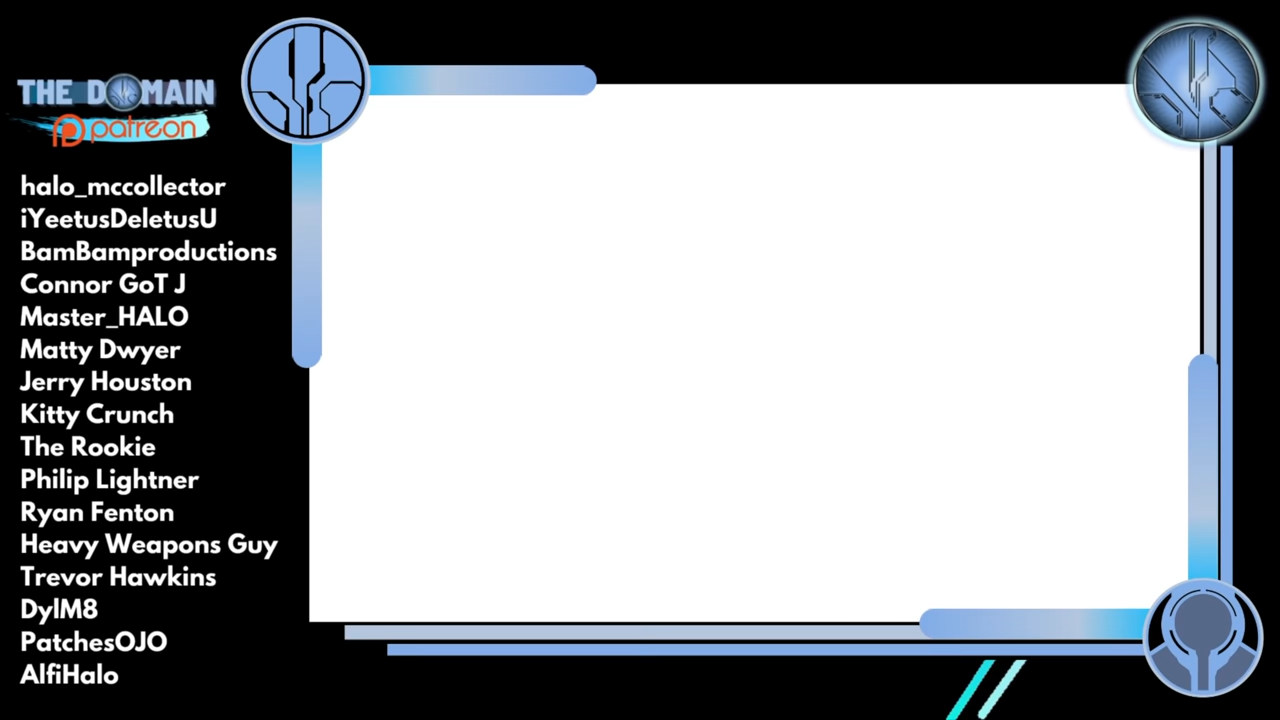 THE DOMAIN
patreon
halo_mccollector
iYeetusDeletusU
BamBamproductions
Connor GoT J
Master_HALO
Matty Dwyer
Jerry Houston
Kitty Crunch
The Rookie
Philip Lightner
Ryan Fenton
Heavy Weapons Guy
Trevor Hawkins
DylM8
PatchesOJO
AlfiHalo